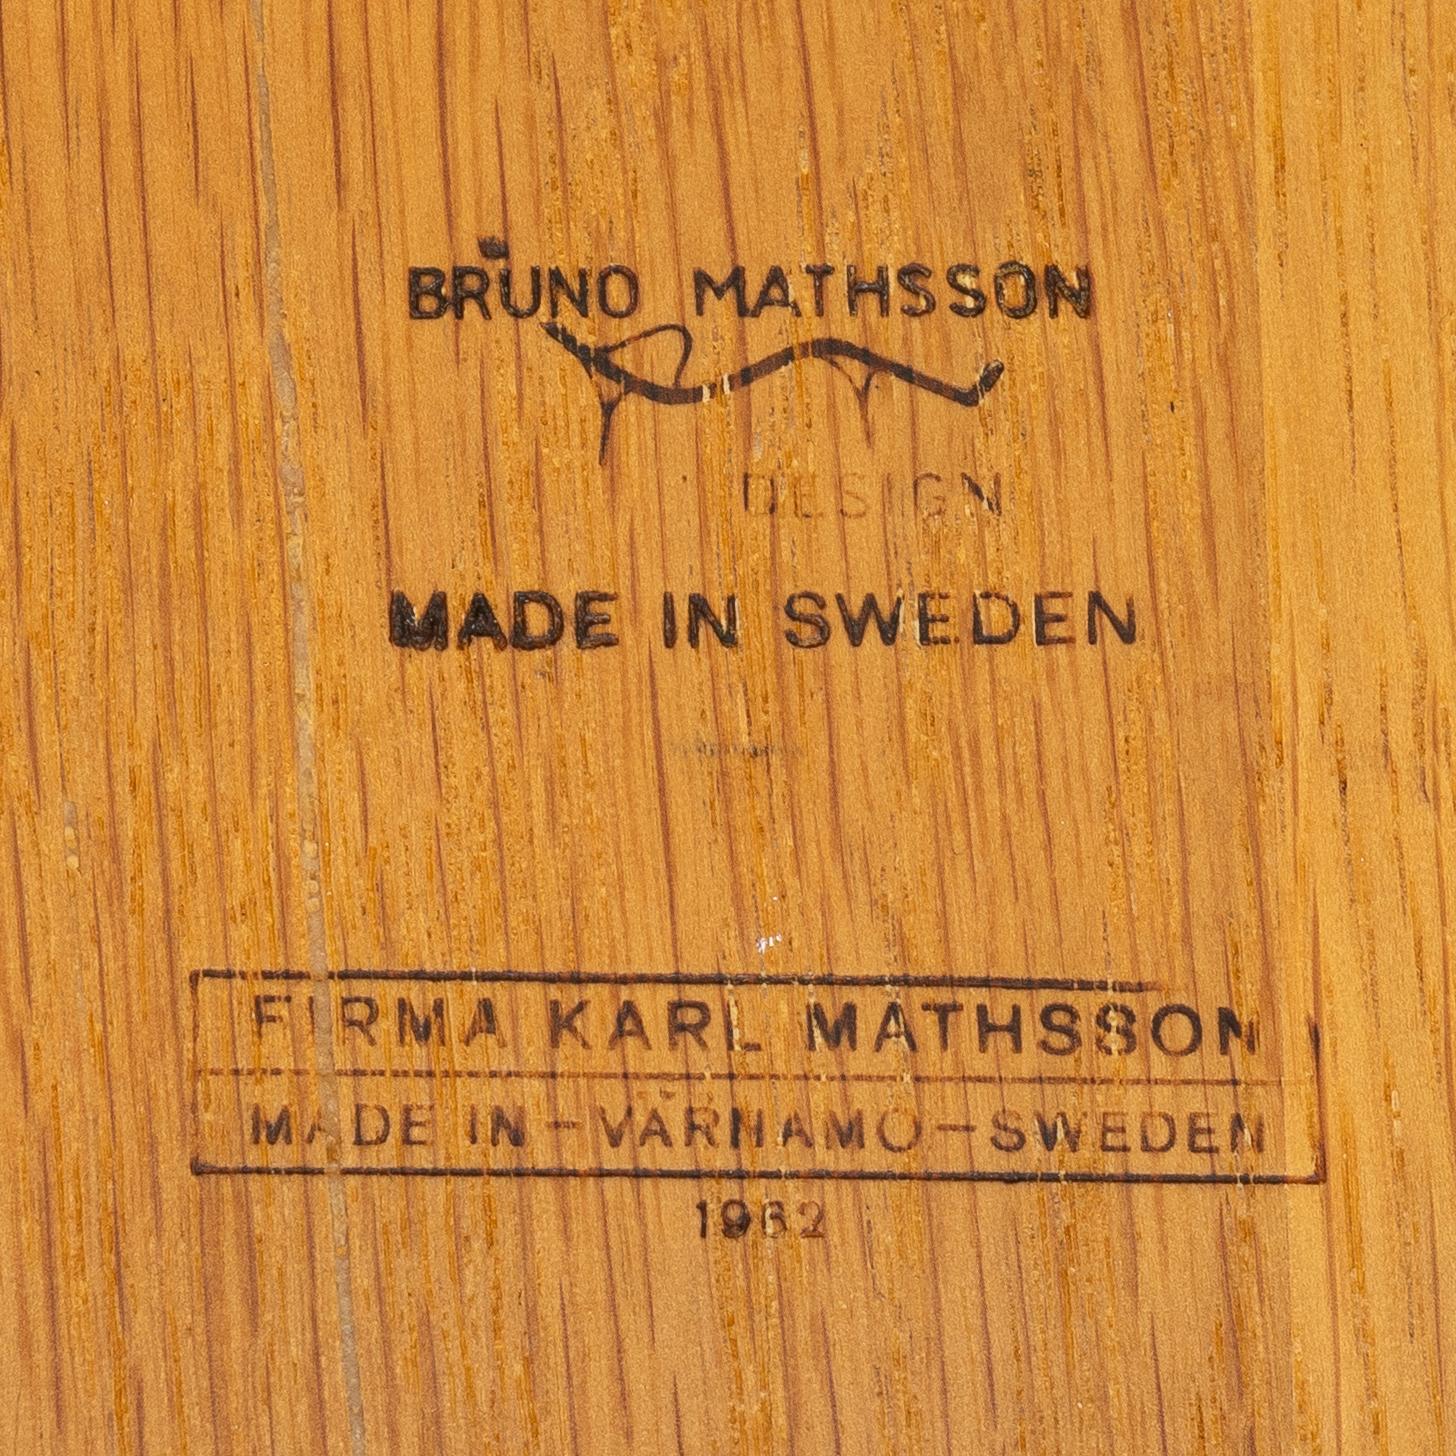 BRUNO MATHSSON
DESIGN
MADE IN SWEDEN
FIRMA KARL MATHSSON
MADE IN-VÄRNAMO-SWEDEN
1962